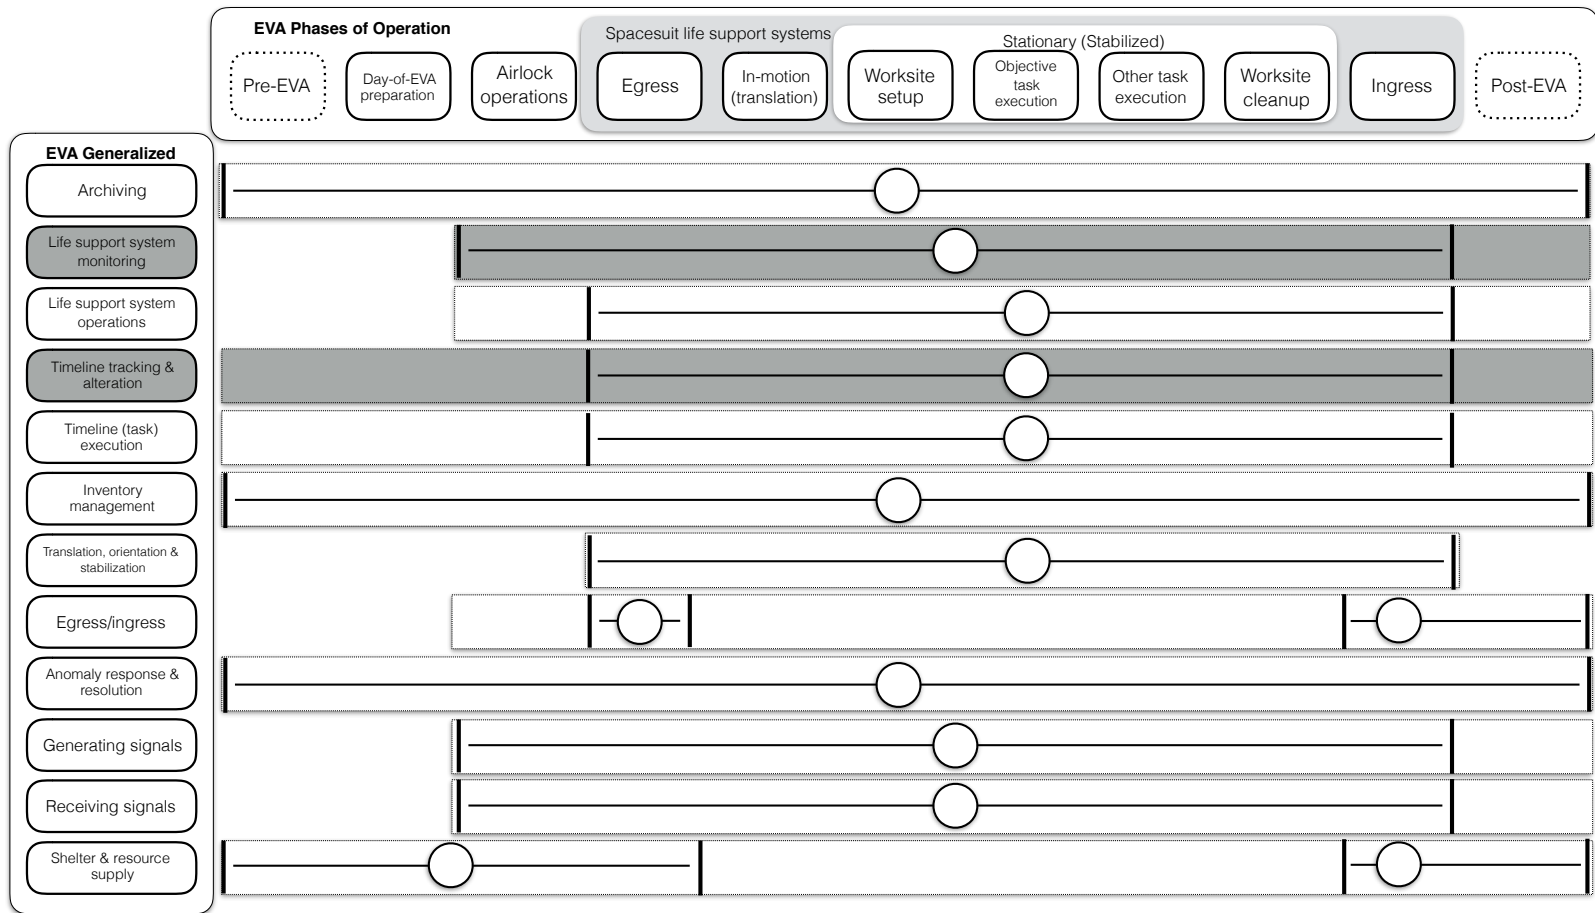 EVA Phases of Operation
Spacesuit life support systems
Stationary (Stabilized)
Pre-EVA
Day-of-EVA
preparation
Airlock
operations
Egress
In-motion
(translation)
Worksite
setup
Objective
task
execution
Other task
execution
Worksite
cleanup
Ingress
Post-EVA
EVA Generalized
Archiving
Life support system
monitoring
Life support system
operations
Timeline tracking &
alteration
Timeline (task)
execution
Inventory
management
Translation, orientation &
stabilization
Egress/ingress
Anomaly response &
resolution
Generating signals
Receiving signals
Shelter & resource
supply